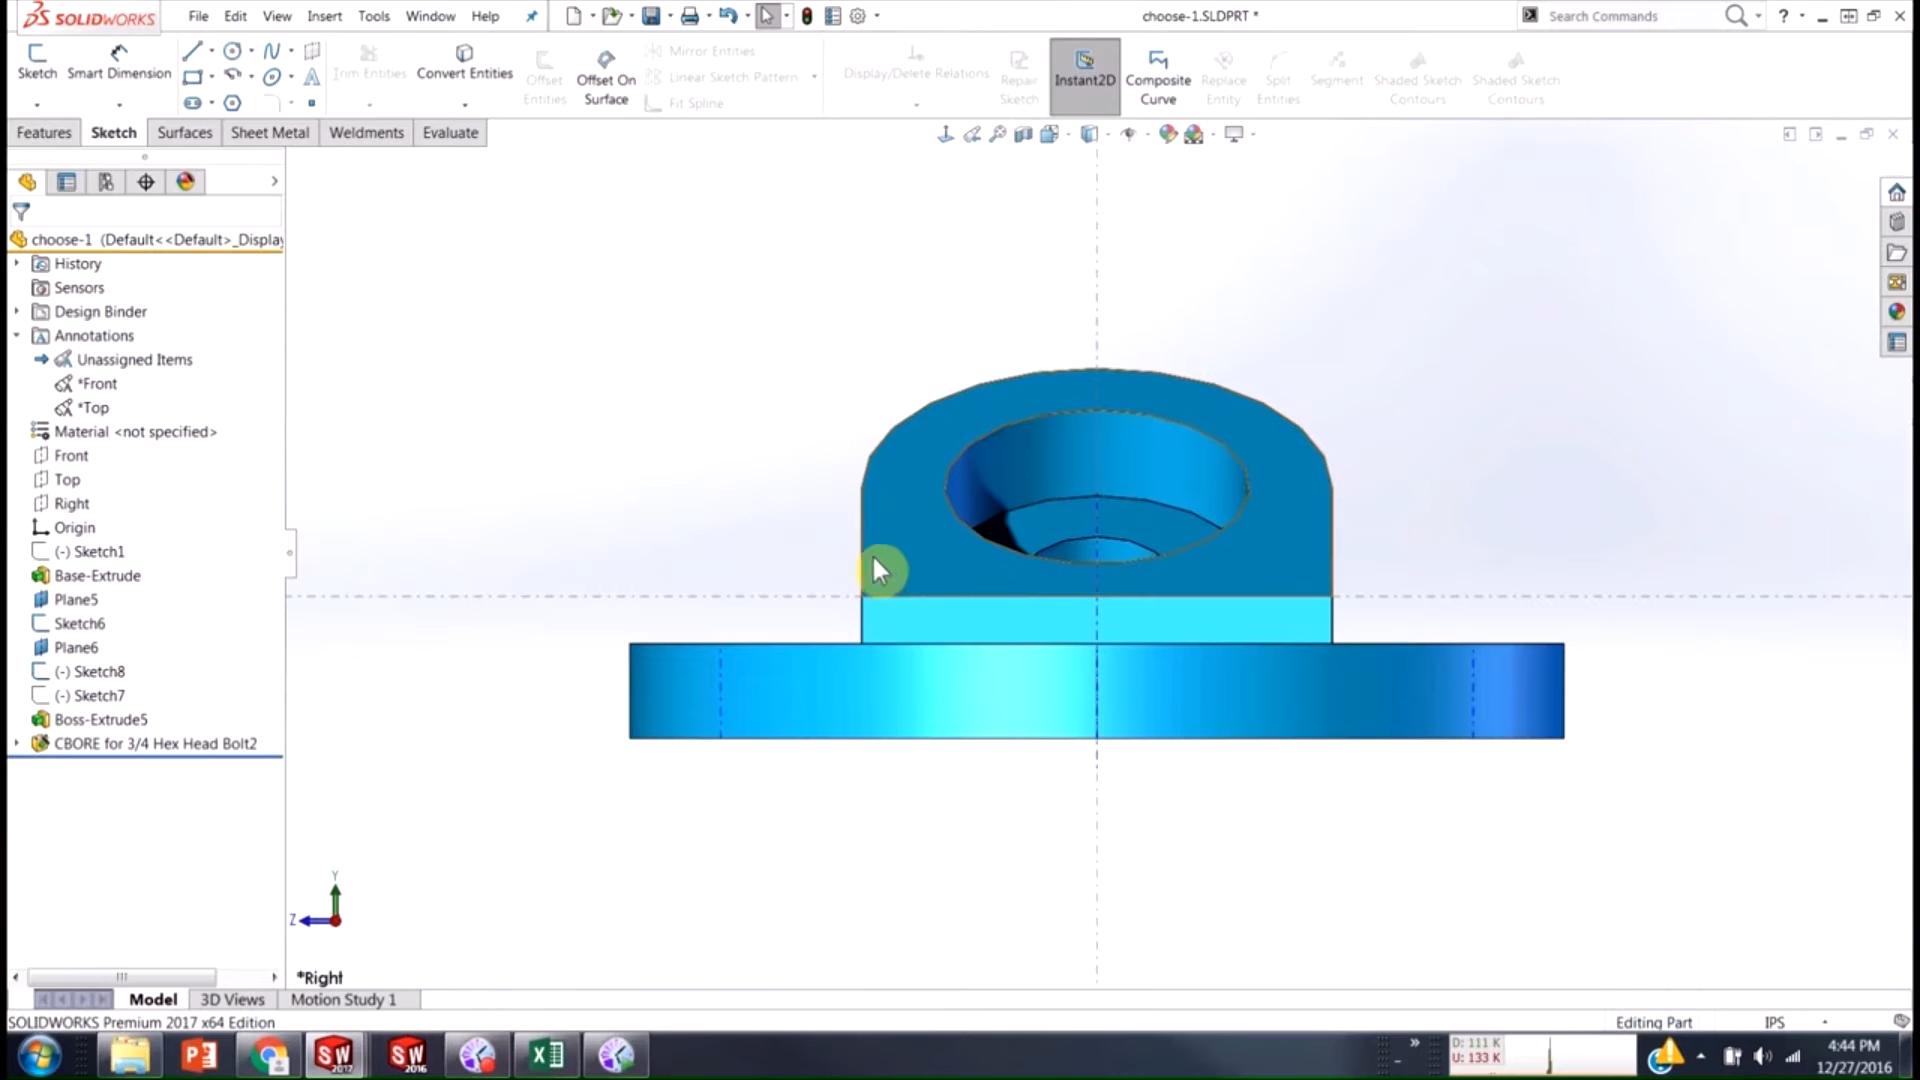 SOLIDWORKS File Edit View Insert Tools Window Help choose-1.SLDPRT * Search Commands
Sketch Smart Dimension Trim Entities Convert Entities Offset Entities Offset On Surface Mirror Entities Linear Sketch Pattern Fit Spline Display/Delete Relations Repair Sketch Instant2D Composite Curve Replace Entity Split Entities Segment Shaded Sketch Contours Shaded Sketch Contours
Features Sketch Surfaces Sheet Metal Weldments Evaluate
choose-1 (Default<<Default>_Display
History
Sensors
Design Binder
Annotations
Unassigned Items
*Front
*Top
Material <not specified>
Front
Top
Right
Origin
(-) Sketch1
Base-Extrude
Plane5
Sketch6
Plane6
(-) Sketch8
(-) Sketch7
Boss-Extrude5
CBORE for 3/4 Hex Head Bolt2
Y
Z
*Right
Model 3D Views Motion Study 1
SOLIDWORKS Premium 2017 x64 Edition Editing Part IPS
SW 2017 SW 2016
D: 111 K
U: 133 K
4:44 PM
12/27/2016